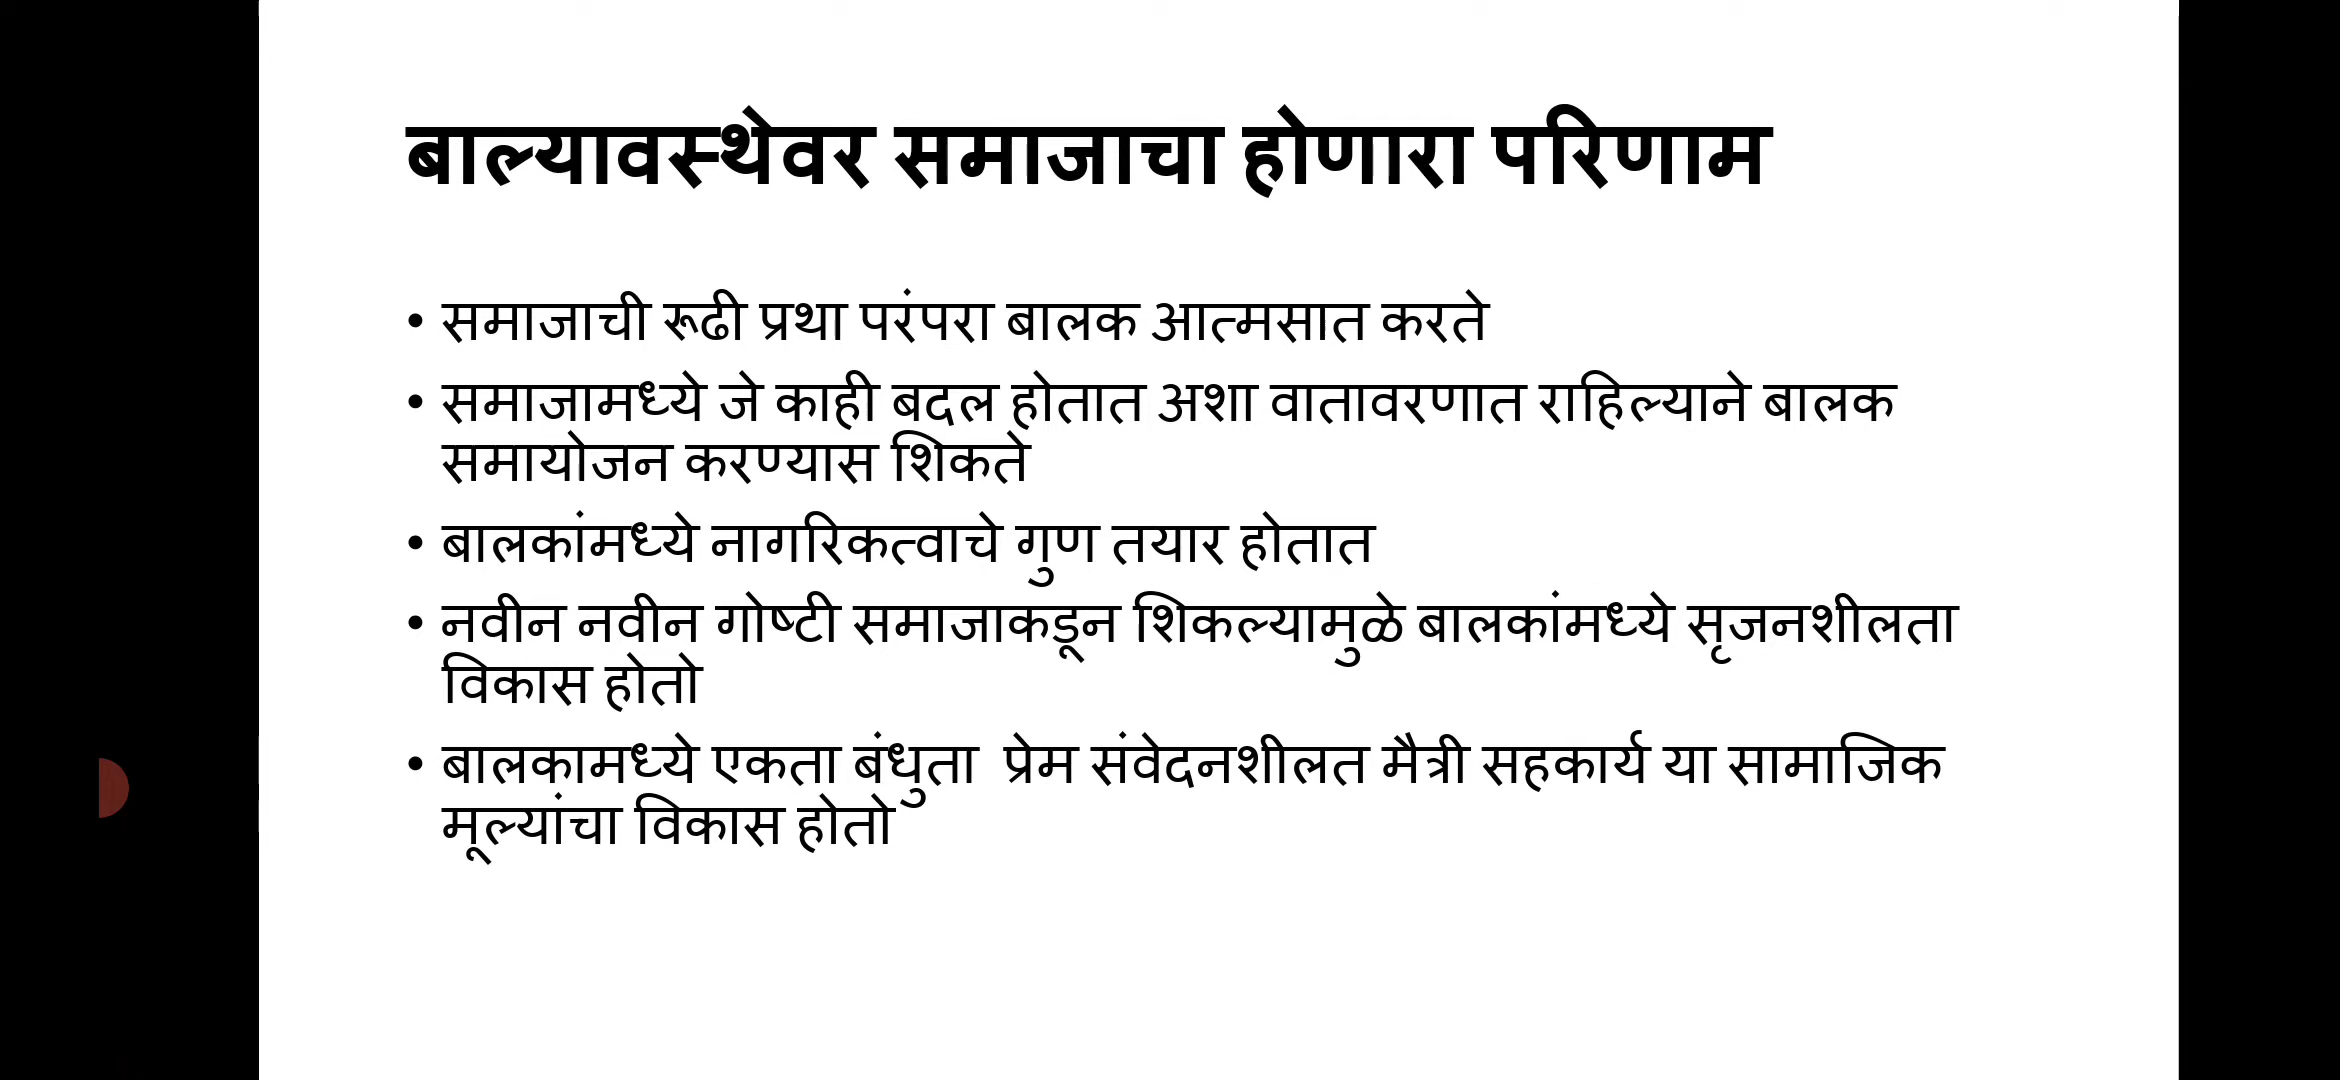 बाल्यावस्थेवर समाजाचा होणारा परिणाम
• समाजाची रूढी प्रथा परंपरा बालक आत्मसात करते
• समाजामध्ये जे काही बदल होतात अशा वातावरणात राहिल्याने बालक
समायोजन करण्यास शिकते
• बालकांमध्ये नागरिकत्वाचे गुण तयार होतात
• नवीन नवीन गोष्टी समाजाकडून शिकल्यामुळे बालकांमध्ये सृजनशीलता
विकास होतो
• बालकामध्ये एकता बंधुता  प्रेम संवेदनशीलत मैत्री सहकार्य या सामाजिक
मूल्यांचा विकास होतो